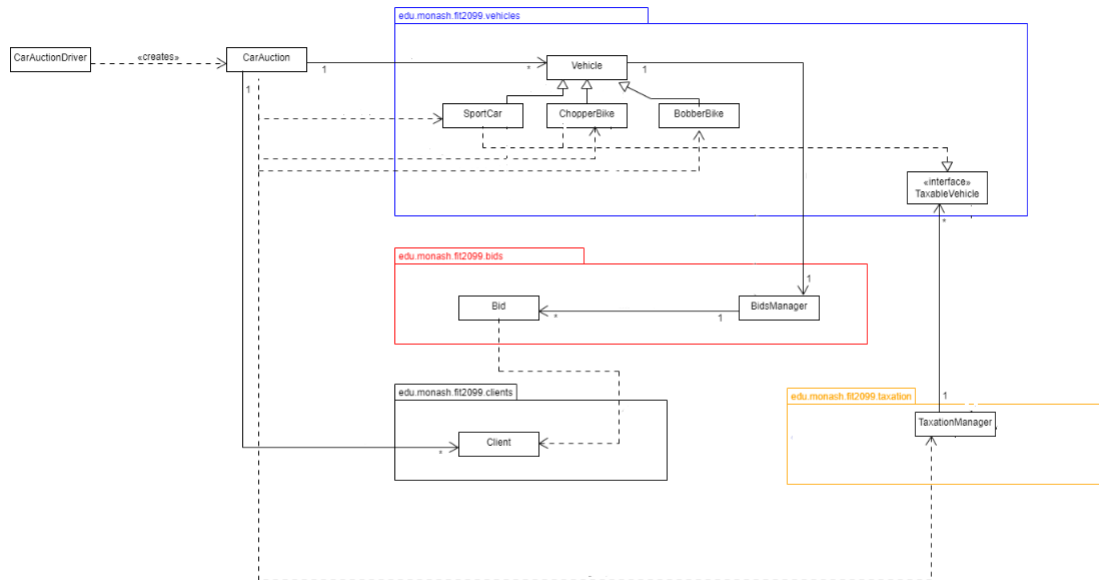 edu.monash.fit2099.vehicles
CarAuctionDriver
«creates»
CarAuction
1
*
Vehicle
1
1
SportCar
ChopperBike
BobberBike
«interface»
TaxableVehicle
*
edu.monash.fit2099.bids
1
Bid
*
1
BidsManager
edu.monash.fit2099.clients
edu.monash.fit2099.taxation
1
TaxationManager
Client
*